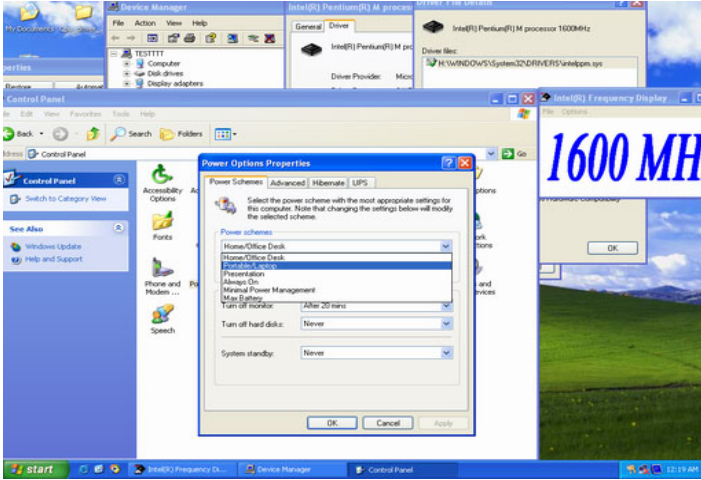 My Documents
Device Manager
File Action View Help
TESTTTT
Computer
Disk drives
Display adapters
Intel(R) Pentium(R) M proces
General Driver
Intel(R) Pentium(R) M proc
Driver Provider: Micro
Driver File Details
Intel(R) Pentium(R) M processor 1600MHz
Driver files:
H:\WINDOWS\System32\DRIVERS\intelppm.sys
perties
Restore Automat
Control Panel
Edit View Favorites Tools Help
Back Search Folders
Address Control Panel Go
Control Panel
Switch to Category View
See Also
Windows Update
Help and Support
Accessibility Options
Fonts
Phone and Modem ...
Speech
Power Options Properties
Power Schemes Advanced Hibernate UPS
Select the power scheme with the most appropriate settings for
this computer. Note that changing the settings below will modify
the selected scheme.
Power schemes
Home/Office Desk
Home/Office Desk
Portable/Laptop
Presentation
Always On
Minimal Power Management
Max Battery
Turn off monitor: After 20 mins
Turn off hard disks: Never
System standby: Never
OK Cancel Apply
Intel(R) Frequency Display
File Options
1600 MH
OK
start Intel(R) Frequency Di... Device Manager Control Panel 12:19 AM